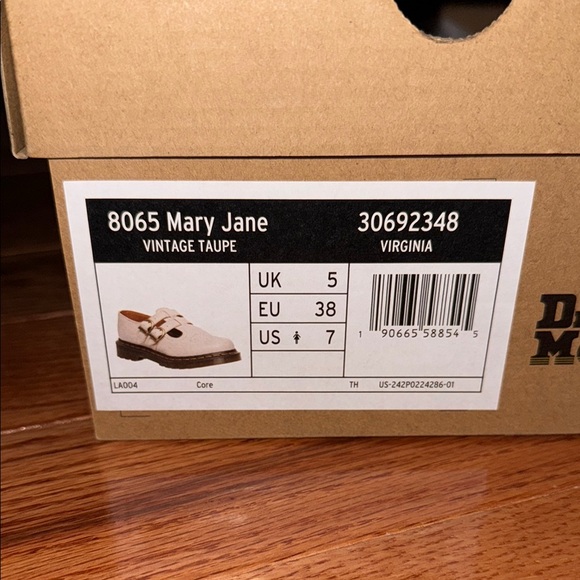 8065 Mary Jane
VINTAGE TAUPE
30692348
VIRGINIA
UK 5
EU 38
US 7
1 90665 58854 5
LA004
Core
TH
US-242P0224286-01